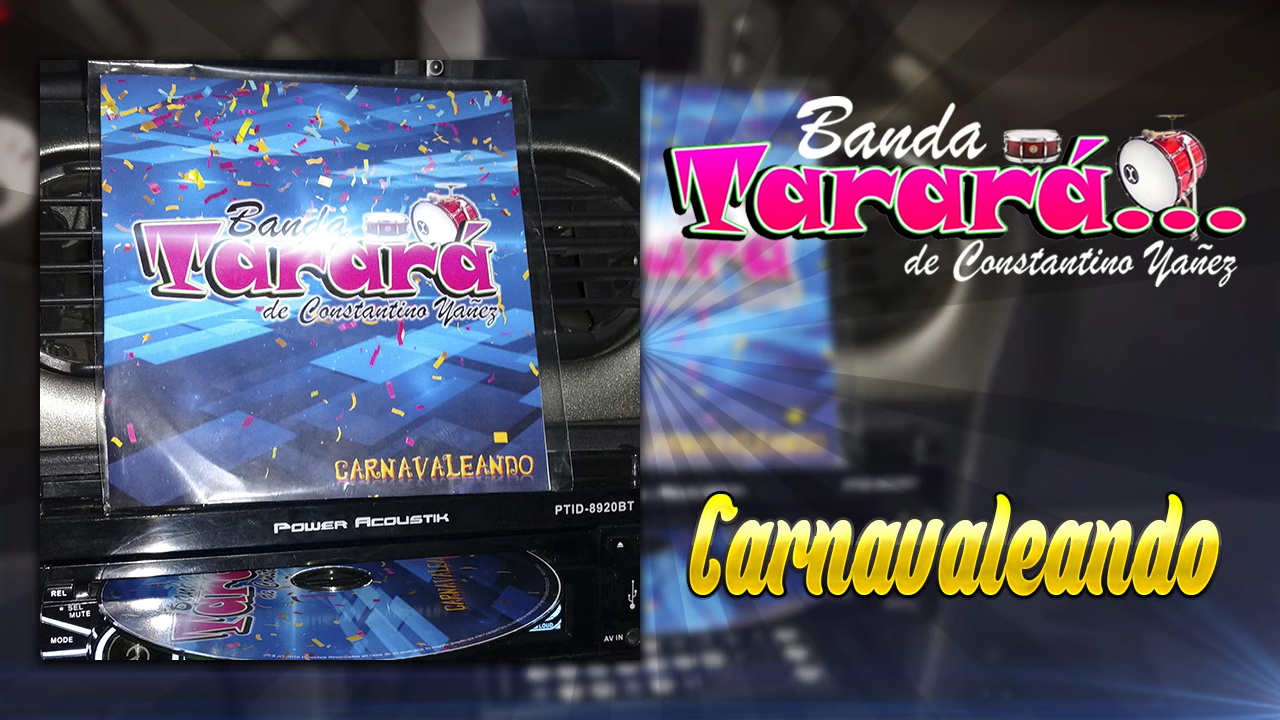 Banda
Tarará
de Constantino Yañez
CARNAVALEANDO
POWER ACOUSTIK
PTID-8920BT
REL
SEL
MUTE
MODE
AV IN
CARNAVALEANDO
Banda
Tarará...
de Constantino Yañez
Carnavaleando